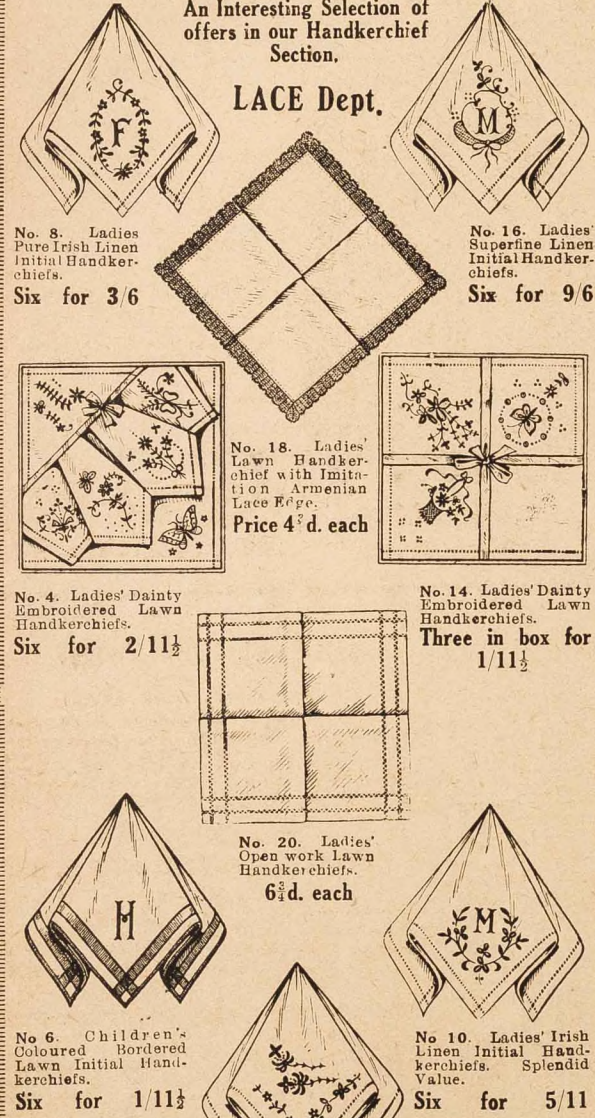 An Interesting Selection of
offers in our Handkerchief
Section.
LACE Dept.
F
M
No. 8. Ladies
Pure Irish Linen
Initial Handker-
chiefs.
Six for 3/6
No. 16. Ladies'
Superfine Linen
Initial Handker-
chiefs.
Six for 9/6
No. 18. Ladies'
Lawn Handker-
chief with Imita-
tion Armenian
Lace Edge.
Price 4¾d. each
No. 4. Ladies' Dainty
Embroidered Lawn
Handkerchiefs.
Six for 2/11½
No. 14. Ladies' Dainty
Embroidered Lawn
Handkerchiefs.
Three in box for
1/11½
No. 20. Ladies'
Open work Lawn
Handkerchiefs.
6¾d. each
H
M
No 6. Children's
Coloured Bordered
Lawn Initial Hand-
kerchiefs.
Six for 1/11½
No. 10. Ladies' Irish
Linen Initial Hand-
kerchiefs. Splendid
Value.
Six for 5/11